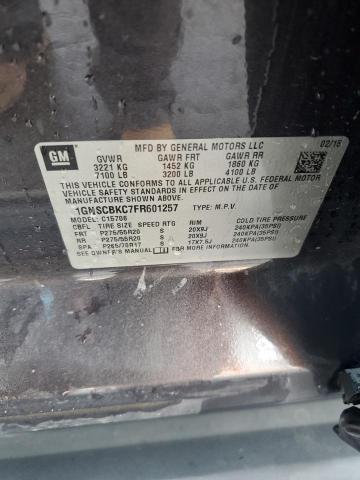 MFD BY GENERAL MOTORS LLC 02/15
GM GVWR GAWR FRT GAWR RR
3221 KG 1452 KG 1860 KG
7100 LB 3200 LB 4100 LB
THIS VEHICLE CONFORMS TO ALL APPLICABLE U.S. FEDERAL MOTOR
VEHICLE SAFETY STANDARDS IN EFFECT ON THE DATE OF
MANUFACTURE SHOWN ABOVE.
1GNSCBKC7FR601257 TYPE: M.P.V.
MODEL: C15706
CBFL TIRE SIZE SPEED RTG RIM COLD TIRE PRESSURE
FRT P275/55R20 S 20X9J 240KPA(35PSI)
RR P275/55R20 S 20X9J 240KPA(35PSI)
SPA P265/70R17 S 17X7.5J 240KPA(35PSI)
SEE OWNER'S MANUAL FOR ADDITIONAL INFORMATION.